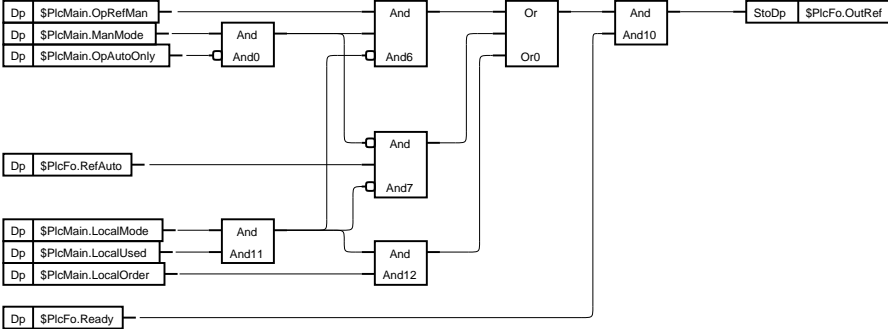 Dp $PlcMain.OpRefMan And Or And StoDp $PlcFo.OutRef
Dp $PlcMain.ManMode And And10
Dp $PlcMain.OpAutoOnly And0 And6 Or0
And
Dp $PlcFo.RefAuto
And7
Dp $PlcMain.LocalMode And
Dp $PlcMain.LocalUsed And11 And
Dp $PlcMain.LocalOrder And12
Dp $PlcFo.Ready